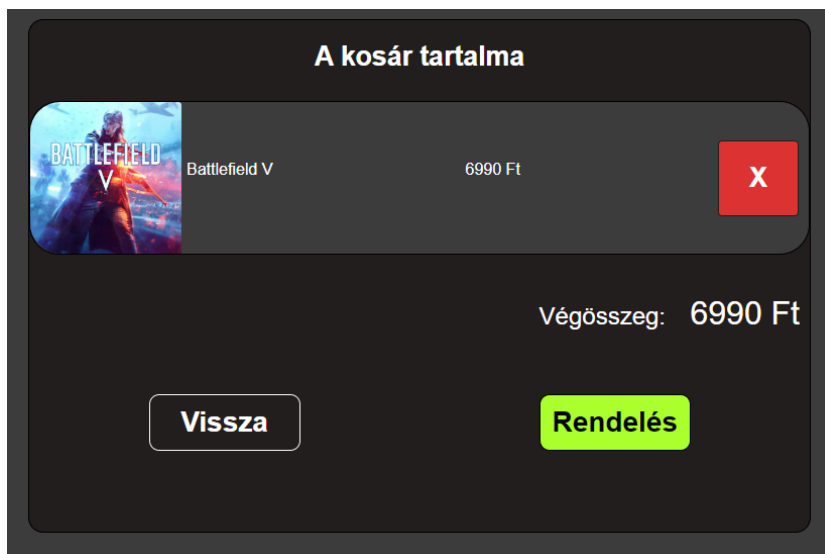 A kosár tartalma
BATTLEFIELD
V
Battlefield V 6990 Ft X
Végösszeg: 6990 Ft
Vissza Rendelés